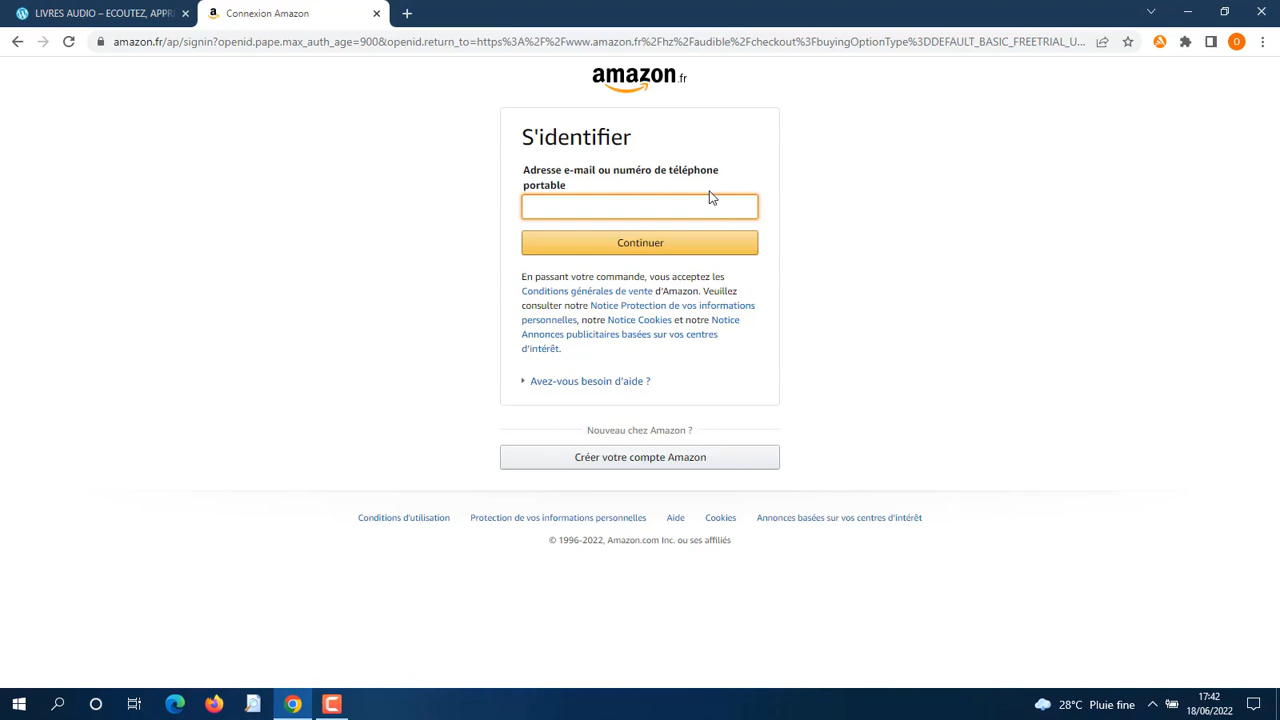 LIVRES AUDIO – ECOUTEZ, APPR
Connexion Amazon
amazon.fr/ap/signin?openid.pape.max_auth_age=900&openid.return_to=https%3A%2F%2Fwww.amazon.fr%2Fhz%2Faudible%2Fcheckout%3FbuyingOptionType%3DDEFAULT_BASIC_FREETRIAL_U...
O
amazon.fr
S'identifier
Adresse e-mail ou numéro de téléphone
portable
Continuer
En passant votre commande, vous acceptez les
Conditions générales de vente d'Amazon. Veuillez
consulter notre Notice Protection de vos informations
personnelles, notre Notice Cookies et notre Notice
Annonces publicitaires basées sur vos centres
d'intérêt.
Avez-vous besoin d'aide ?
Nouveau chez Amazon ?
Créer votre compte Amazon
Conditions d'utilisation Protection de vos informations personnelles Aide Cookies Annonces basées sur vos centres d'intérêt
© 1996-2022, Amazon.com Inc. ou ses affiliés
28°C Pluie fine
17:42
18/06/2022